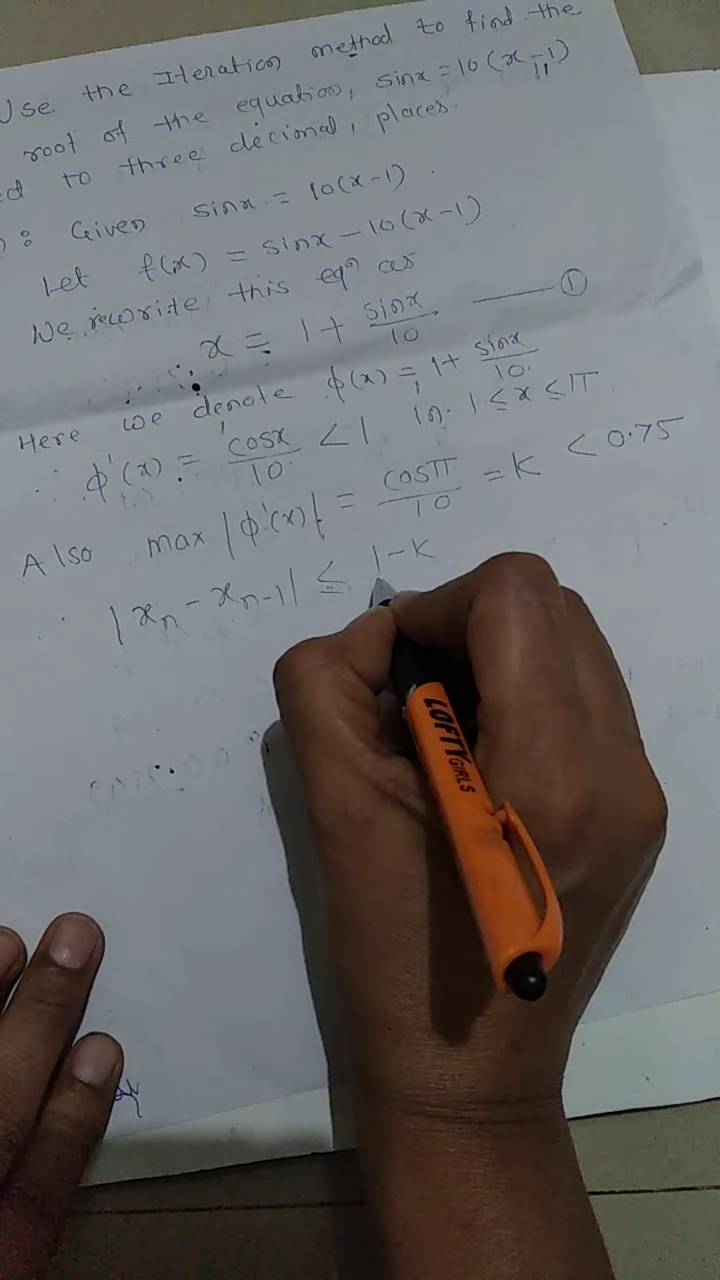 Use the Iteration method to find the
root of the equation, sinx = 10(x-1)
ed to three decimal, places.
: Given sinx = 10(x-1).
Let f(x) = sinx - 10(x-1)
We rewrite this eqn as
∴ x = 1 + sinx/10 ——— ①
Here we denote ϕ(x) = 1 + sinx/10.
∴ ϕ'(x) = cosx/10 < 1 in. 1 ≤ x ≤ π
Also max |ϕ'(x)| = cosπ/10 = K < 0.75
∴ |xn - xn-1| ≤ 1-K
LOFTY GIRLS